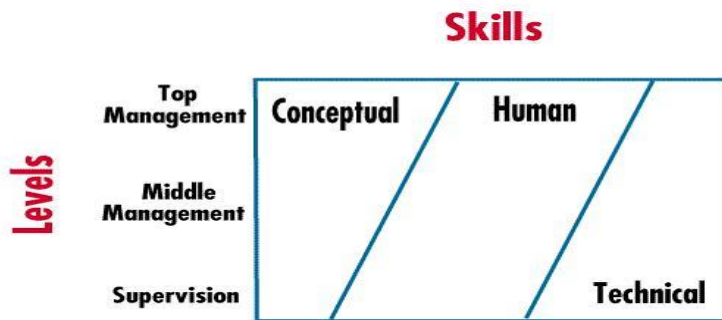 Skills
Levels
Top
Management
Conceptual
Human
Middle
Management
Supervision
Technical